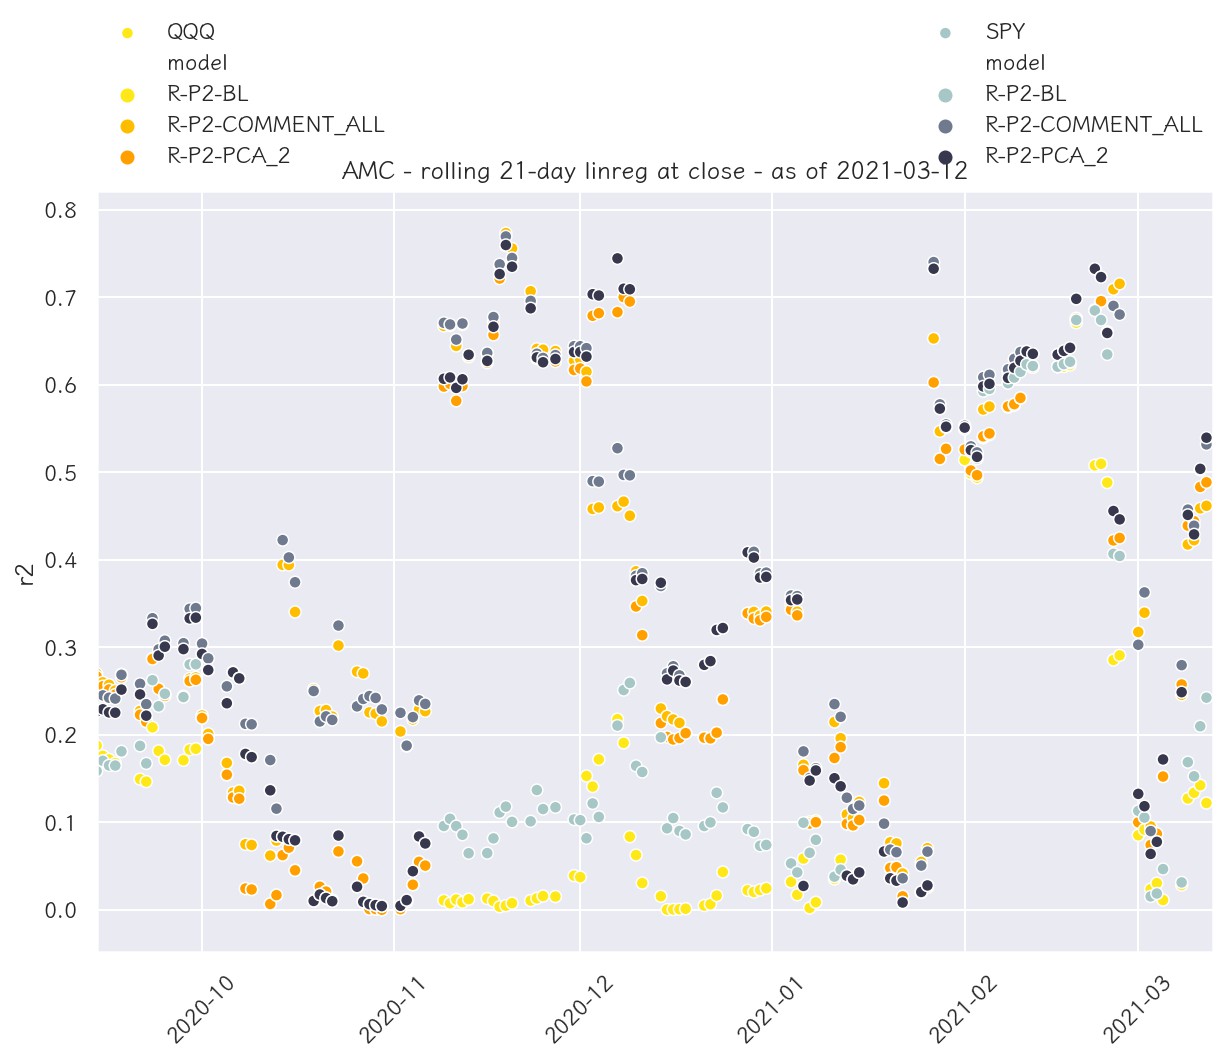 QQQ
model
R-P2-BL
R-P2-COMMENT_ALL
R-P2-PCA_2
SPY
model
R-P2-BL
R-P2-COMMENT_ALL
R-P2-PCA_2
AMC - rolling 21-day linreg at close - as of 2021-03-12
0.8
0.7
0.6
0.5
0.4
0.3
0.2
0.1
0.0
r2
2020-10
2020-11
2020-12
2021-01
2021-02
2021-03